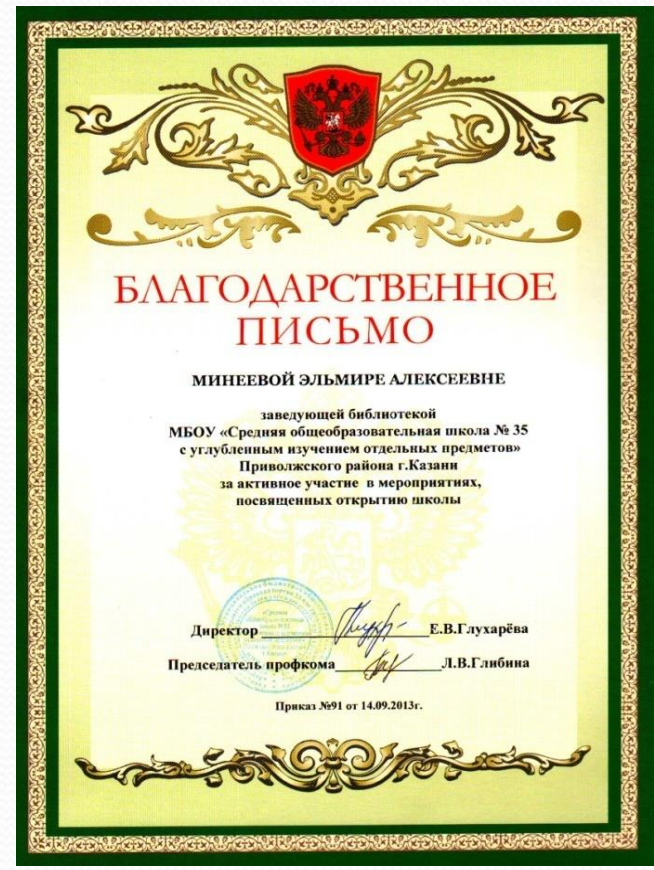 БЛАГОДАРСТВЕННОЕ
ПИСЬМО
МИНЕЕВОЙ ЭЛЬМИРЕ АЛЕКСЕЕВНЕ
заведующей библиотекой
МБОУ «Средняя общеобразовательная школа № 35
с углубленным изучением отдельных предметов»
Приволжского района г.Казани
за активное участие в мероприятиях,
посвященных открытию школы
Директор Е.В.Глухарёва
Председатель профкома Л.В.Глибина
Приказ №91 от 14.09.2013г.